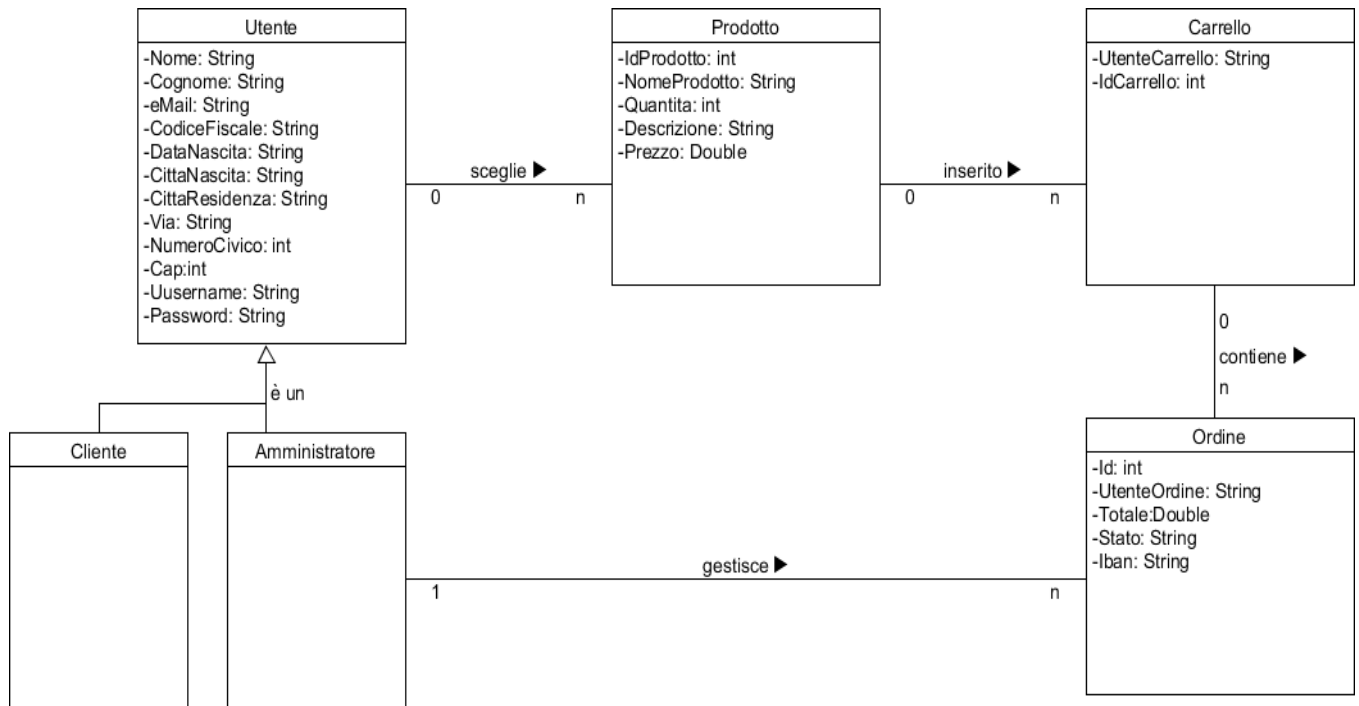 Utente
-Nome: String
-Cognome: String
-eMail: String
-CodiceFiscale: String
-DataNascita: String
-CittaNascita: String
-CittaResidenza: String
-Via: String
-NumeroCivico: int
-Cap:int
-Uusername: String
-Password: String
sceglie ▶
0
n
Prodotto
-IdProdotto: int
-NomeProdotto: String
-Quantita: int
-Descrizione: String
-Prezzo: Double
inserito ▶
0
n
Carrello
-UtenteCarrello: String
-IdCarrello: int
0
contiene ▶
n
è un
Cliente
Amministratore
gestisce ▶
1
n
Ordine
-Id: int
-UtenteOrdine: String
-Totale:Double
-Stato: String
-Iban: String